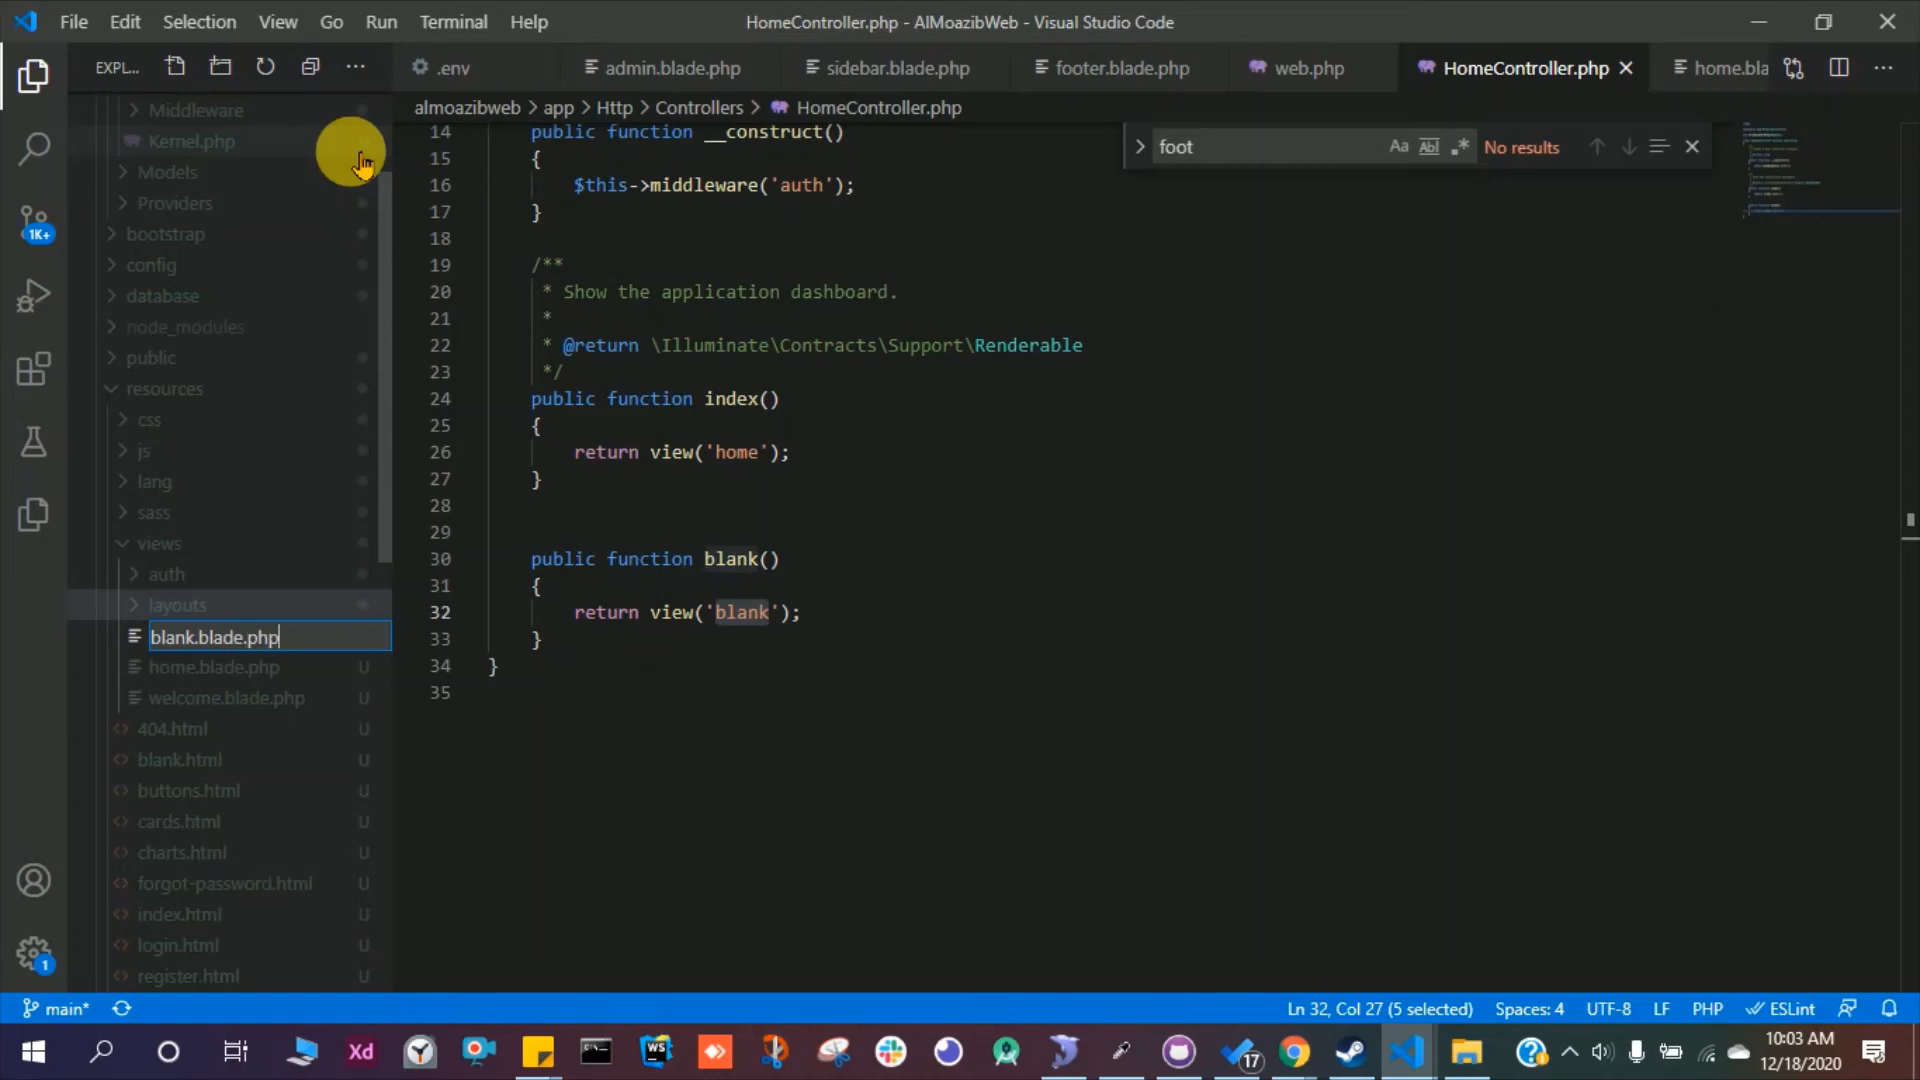 File Edit Selection View Go Run Terminal Help
HomeController.php - AlMoazibWeb - Visual Studio Code
EXPL...
.env admin.blade.php sidebar.blade.php footer.blade.php web.php HomeController.php home.bla
almoazibweb > app > Http > Controllers > HomeController.php
foot Aa Abl .* No results
Middleware
Kernel.php
Models
Providers
bootstrap
config
database
node_modules
public
resources
css
js
lang
sass
views
auth
layouts
blank.blade.php
home.blade.php U
welcome.blade.php U
404.html U
blank.html U
buttons.html U
cards.html U
charts.html U
forgot-password.html U
index.html U
login.html U
register.html U
1K+
1
14 public function __construct()
15 {
16 $this->middleware('auth');
17 }
18
19 /**
20 * Show the application dashboard.
21 *
22 * @return \Illuminate\Contracts\Support\Renderable
23 */
24 public function index()
25 {
26 return view('home');
27 }
28
29
30 public function blank()
31 {
32 return view('blank');
33 }
34 }
35
main* Ln 32, Col 27 (5 selected) Spaces: 4 UTF-8 LF PHP ESLint
Xd WS 17
10:03 AM
12/18/2020